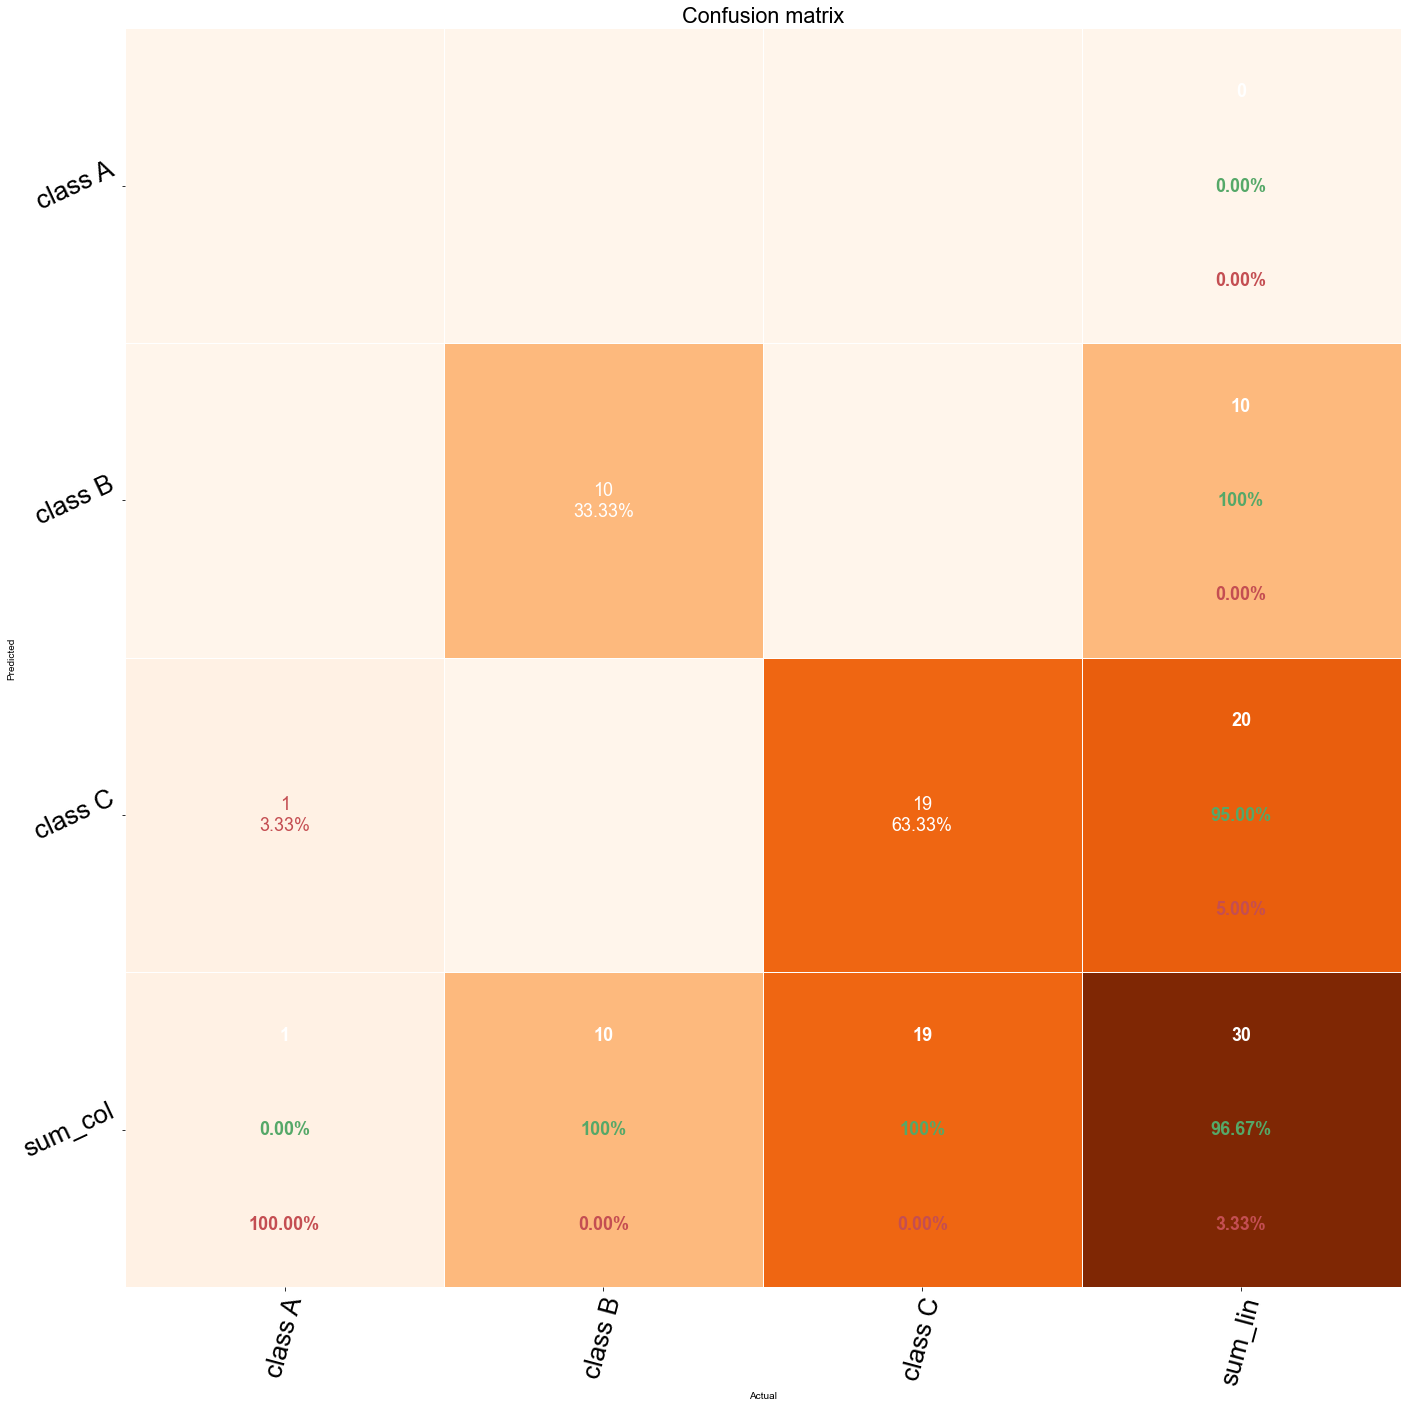 Confusion matrix
0
class A
0.00%
0.00%
10
class B
10
33.33%
100%
0.00%
Predicted
20
class C
1
3.33%
19
63.33%
95.00%
5.00%
1
10
19
30
sum_col
0.00%
100%
100%
96.67%
100.00%
0.00%
0.00%
3.33%
class A
class B
class C
sum_lin
Actual